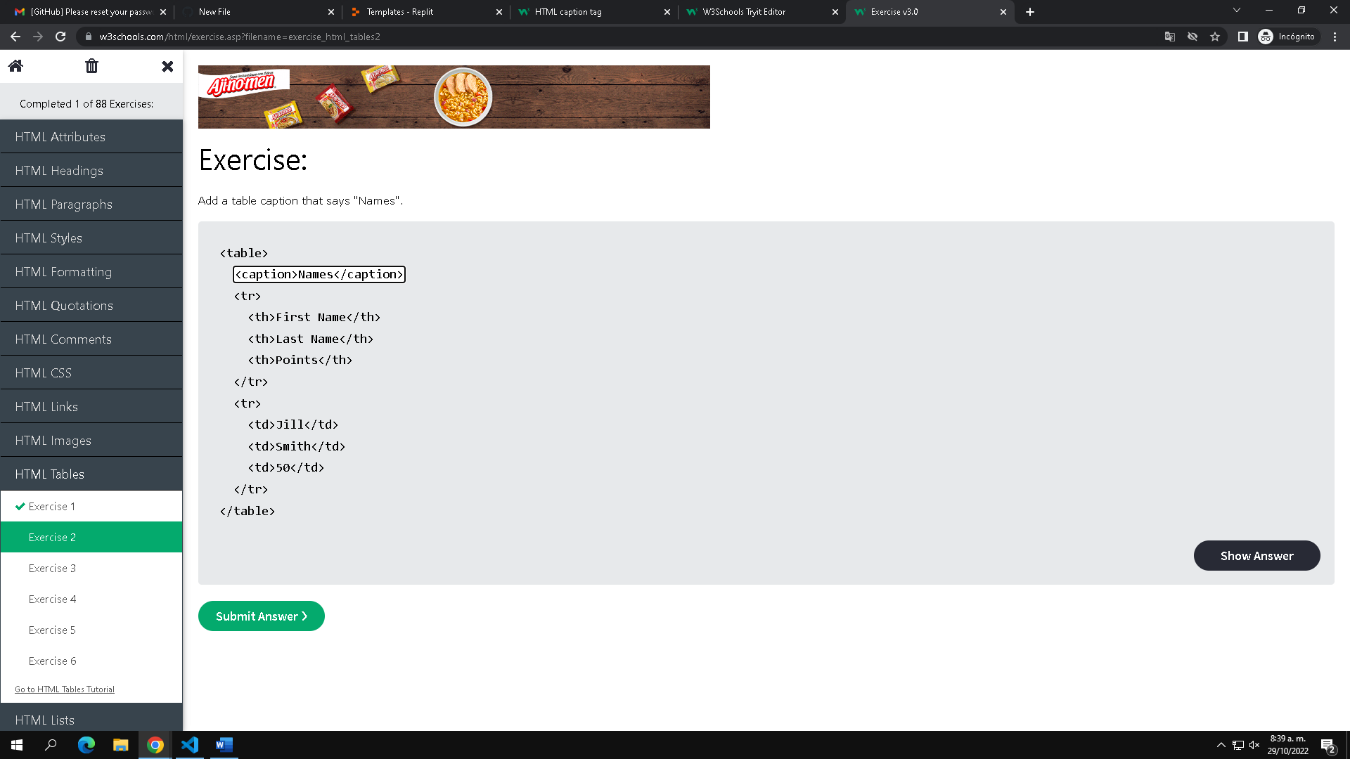 [GitHub] Please reset your passw
New File
Templates - Replit
HTML caption tag
W3Schools Tryit Editor
Exercise v3.0
w3schools.com/html/exercise.asp?filename=exercise_html_tables2
Incógnito
Completed 1 of 88 Exercises:
HTML Attributes
HTML Headings
HTML Paragraphs
HTML Styles
HTML Formatting
HTML Quotations
HTML Comments
HTML CSS
HTML Links
HTML Images
HTML Tables
Exercise 1
Exercise 2
Exercise 3
Exercise 4
Exercise 5
Exercise 6
Go to HTML Tables Tutorial
HTML Lists
Ajinomen
Exercise:
Add a table caption that says "Names".
<table>
<caption>Names</caption>
<tr>
<th>First Name</th>
<th>Last Name</th>
<th>Points</th>
</tr>
<tr>
<td>Jill</td>
<td>Smith</td>
<td>50</td>
</tr>
</table>
Show Answer
Submit Answer ❯
8:39 a. m.
29/10/2022
2